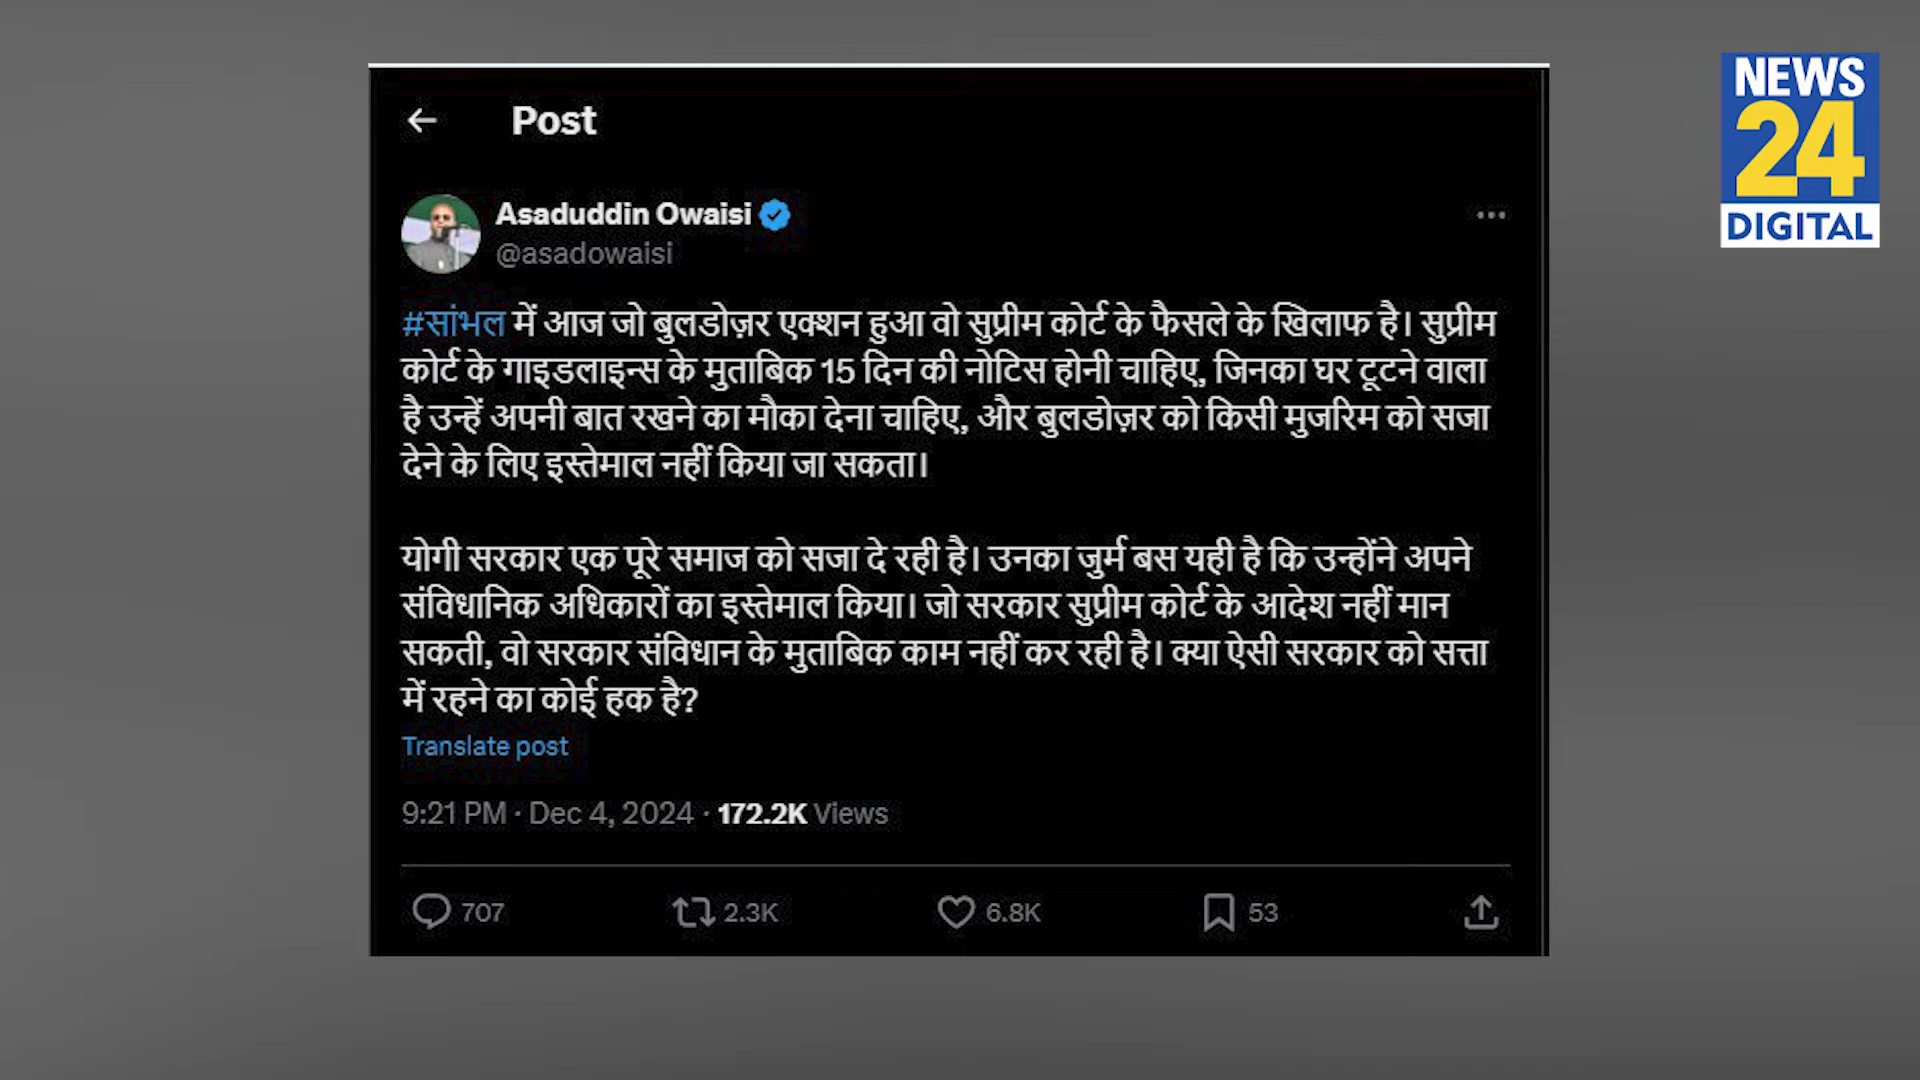 Post
NEWS
24
DIGITAL
Asaduddin Owaisi
@asadowaisi
#सांभल में आज जो बुलडोज़र एक्शन हुआ वो सुप्रीम कोर्ट के फैसले के खिलाफ है। सुप्रीम
कोर्ट के गाइडलाइन्स के मुताबिक 15 दिन की नोटिस होनी चाहिए, जिनका घर टूटने वाला
है उन्हें अपनी बात रखने का मौका देना चाहिए, और बुलडोज़र को किसी मुजरिम को सजा
देने के लिए इस्तेमाल नहीं किया जा सकता।
योगी सरकार एक पूरे समाज को सजा दे रही है। उनका जुर्म बस यही है कि उन्होंने अपने
संविधानिक अधिकारों का इस्तेमाल किया। जो सरकार सुप्रीम कोर्ट के आदेश नहीं मान
सकती, वो सरकार संविधान के मुताबिक काम नहीं कर रही है। क्या ऐसी सरकार को सत्ता
में रहने का कोई हक है?
Translate post
9:21 PM · Dec 4, 2024 · 172.2K Views
707 2.3K 6.8K 53